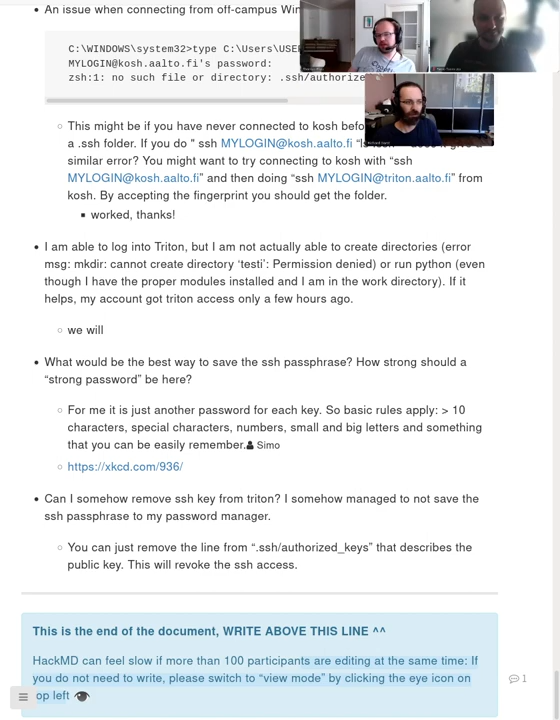 An issue when connecting from off-campus Win
C:\WINDOWS\system32>type C:\Users\USE
MYLOGIN@kosh.aalto.fi's password:
zsh:1: no such file or directory: .ssh/authorize
This might be if you have never connected to kosh befo
a .ssh folder. If you do " ssh MYLOGIN@kosh.aalto.fi
similar error? You might want to try connecting to kosh with “ssh
MYLOGIN@kosh.aalto.fi” and then doing “ssh MYLOGIN@triton.aalto.fi” from
kosh. By accepting the fingerprint you should get the folder.
worked, thanks!
I am able to log into Triton, but I am not actually able to create directories (error
msg: mkdir: cannot create directory ‘testi’: Permission denied) or run python (even
though I have the proper modules installed and I am in the work directory). If it
helps, my account got triton access only a few hours ago.
we will
What would be the best way to save the ssh passphrase? How strong should a
“strong password” be here?
For me it is just another password for each key. So basic rules apply: > 10
characters, special characters, numbers, small and big letters and something
that you can be easily remember. Simo
https://xkcd.com/936/
Can I somehow remove ssh key from triton? I somehow managed to not save the
ssh passphrase to my password manager.
You can just remove the line from “.ssh/authorized_keys” that describes the
public key. This will revoke the ssh access.
This is the end of the document, WRITE ABOVE THIS LINE ^^
HackMD can feel slow if more than 100 participants are editing at the same time: If
you do not need to write, please switch to “view mode” by clicking the eye icon on
top left
1